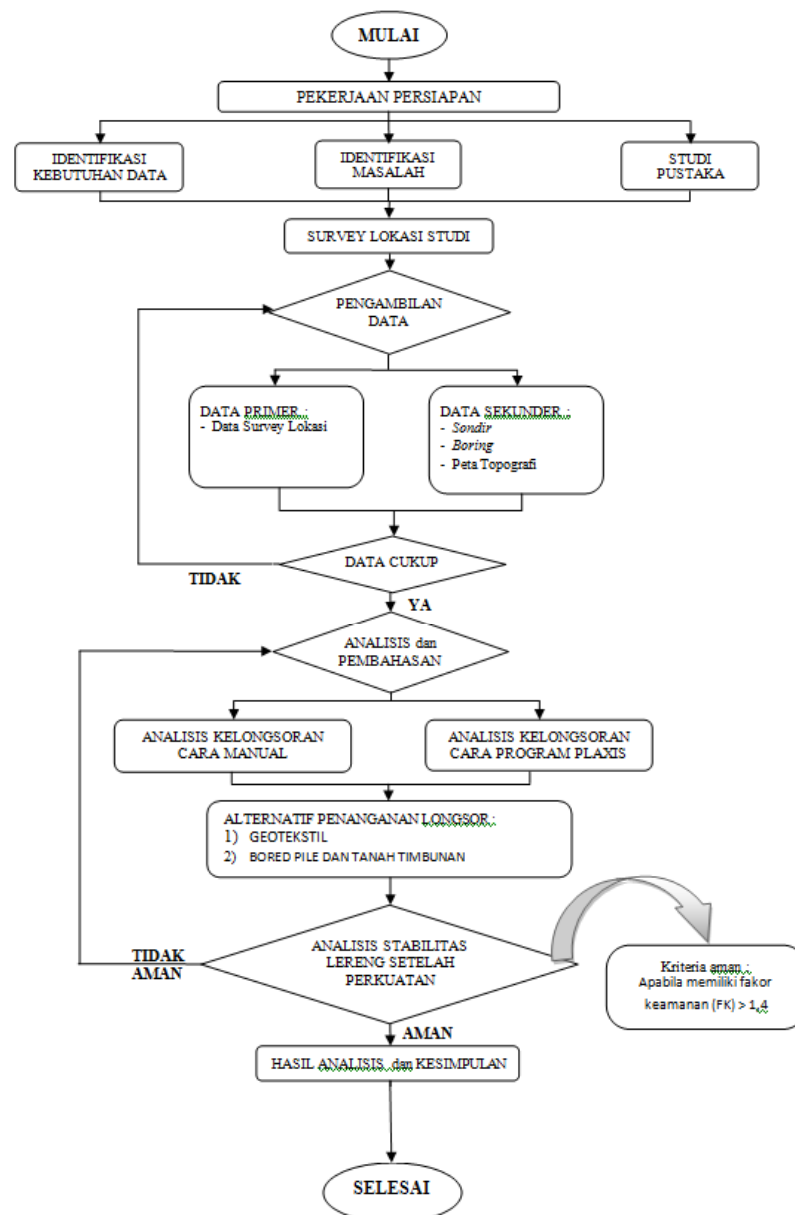 MULAI
PEKERJAAN PERSIAPAN
IDENTIFIKASI
KEBUTUHAN DATA
IDENTIFIKASI
MASALAH
STUDI
PUSTAKA
SURVEY LOKASI STUDI
PENGAMBILAN
DATA
DATA PRIMER :
- Data Survey Lokasi
DATA SEKUNDER :
- Sondir
- Boring
- Peta Topografi
DATA CUKUP
TIDAK
YA
ANALISIS dan
PEMBAHASAN
ANALISIS KELONGSORAN
CARA MANUAL
ANALISIS KELONGSORAN
CARA PROGRAM PLAXIS
ALTERNATIF PENANGANAN LONGSOR :
1) GEOTEKSTIL
2) BORED PILE DAN TANAH TIMBUNAN
ANALISIS STABILITAS
LERENG SETELAH
PERKUATAN
TIDAK
AMAN
Kriteria aman :
Apabila memiliki fakor
keamanan (FK) > 1,4
AMAN
HASIL ANALISIS dan KESIMPULAN
SELESAI